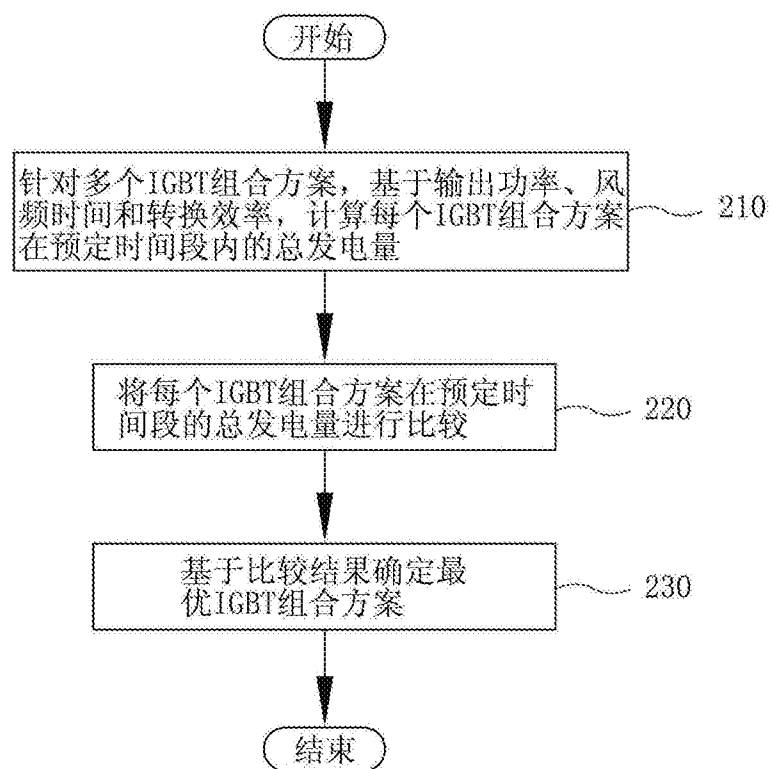 开始
针对多个IGBT组合方案，基于输出功率、风
频时间和转换效率，计算每个IGBT组合方案
在预定时间段内的总发电量
210
将每个IGBT组合方案在预定时
间段的总发电量进行比较
220
基于比较结果确定最
优IGBT组合方案
230
结束